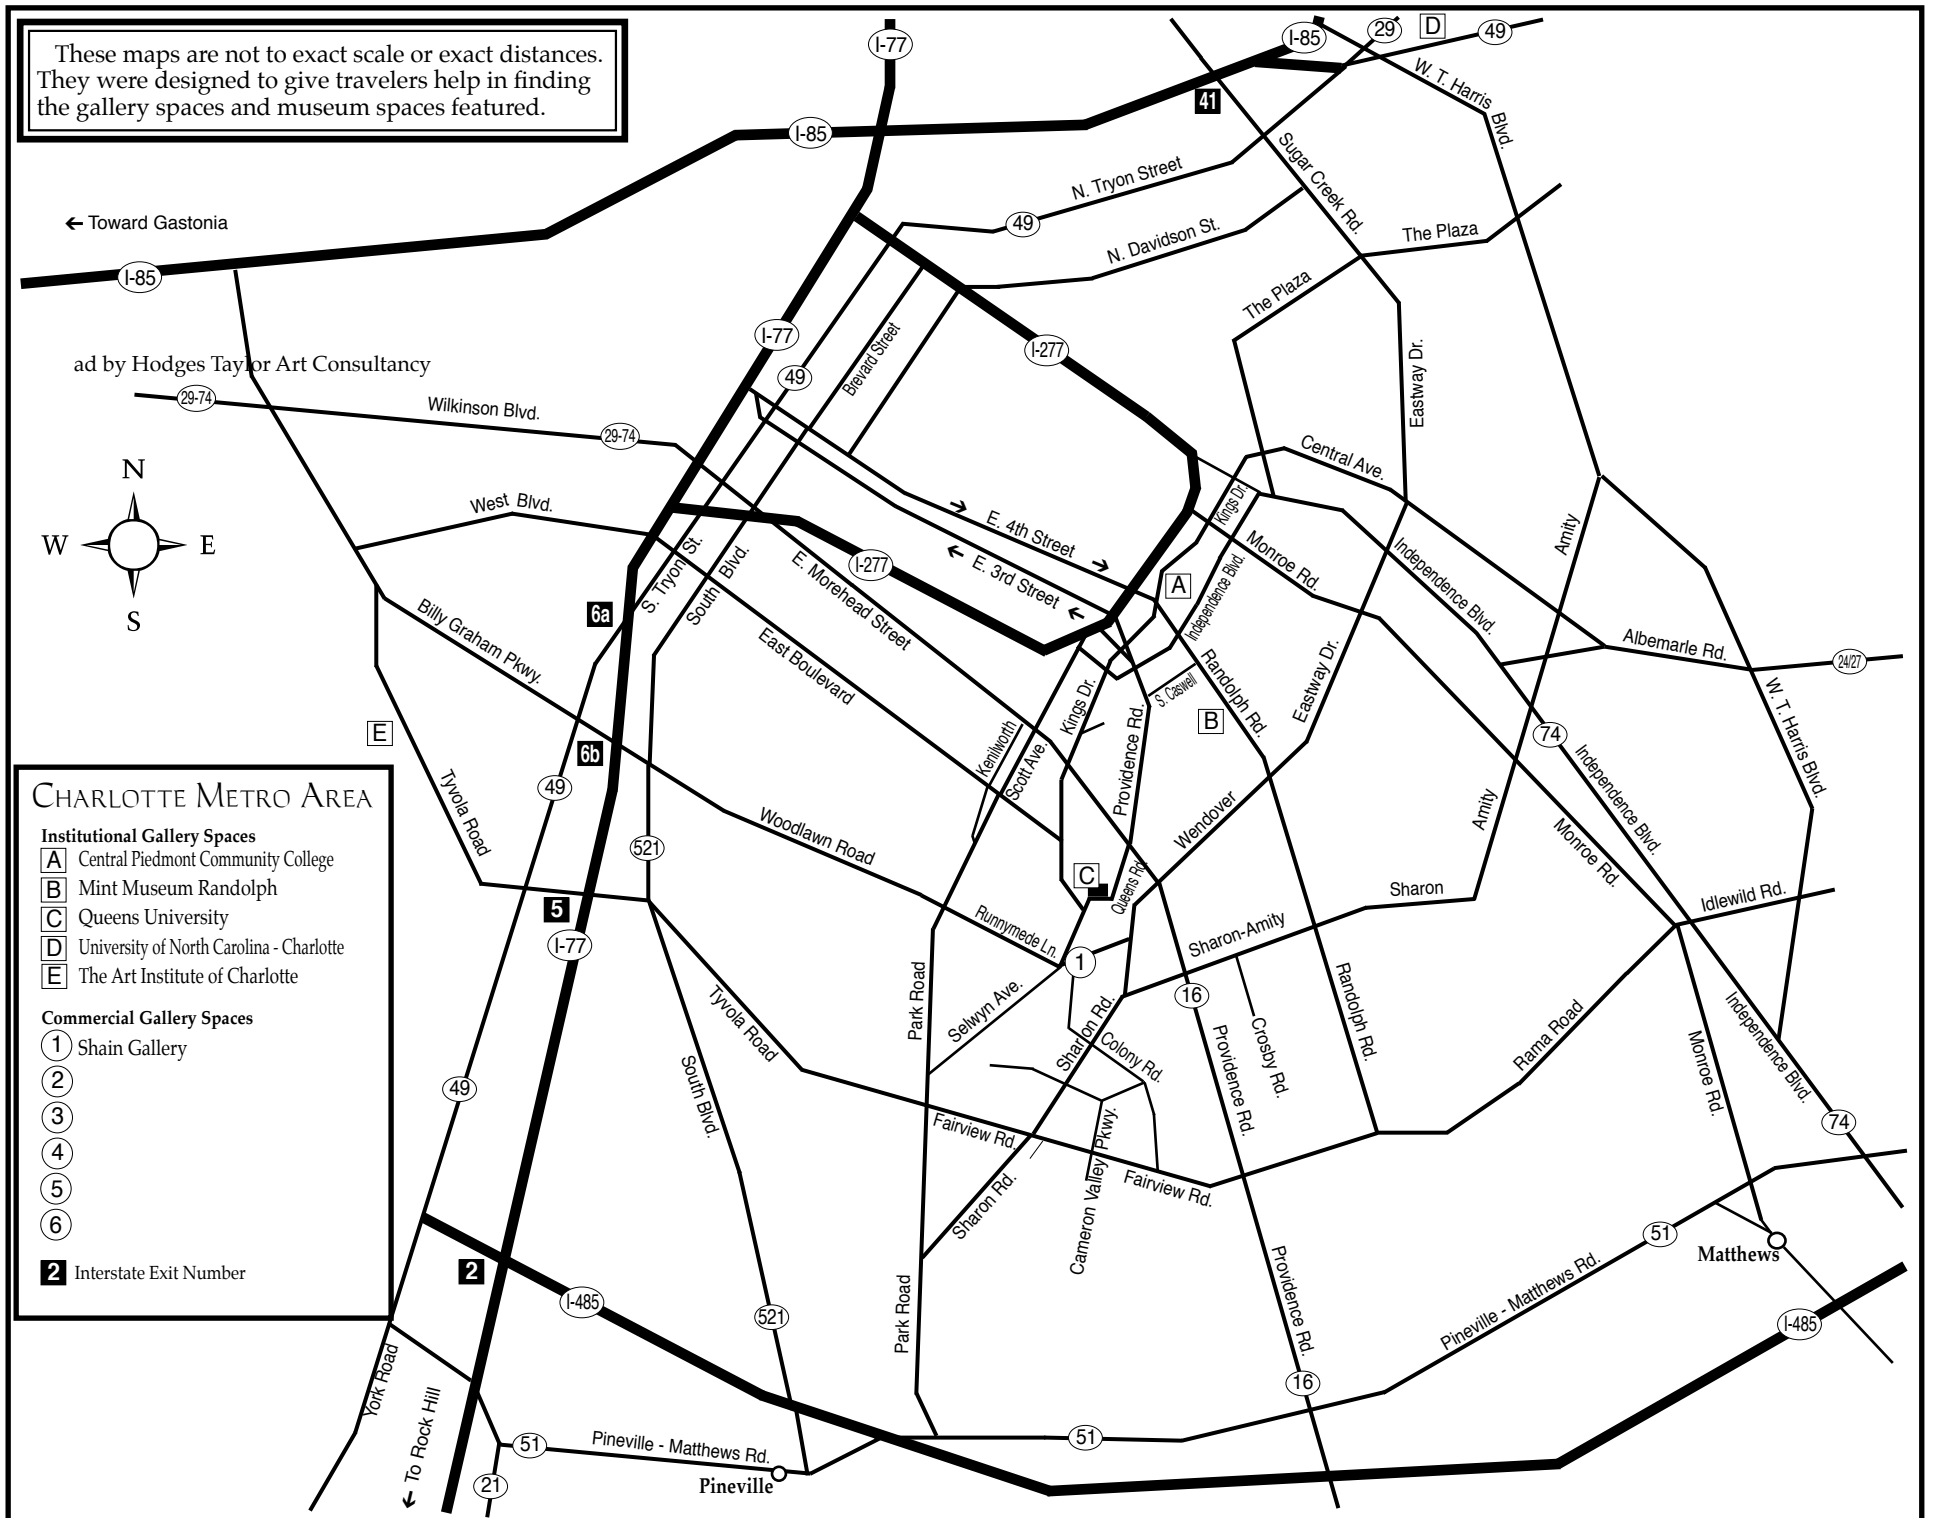 These maps are not to exact scale or exact distances.
They were designed to give travelers help in finding
the gallery spaces and museum spaces featured.
I-77
I-85
29
D
49
W. T. Harris
Blvd.
41
I-85
Sugar Creek Rd.
N. Tryon Street
49
← Toward Gastonia
N. Davidson St.
The Plaza
I-85
The Plaza
I-77
I-277
Brevard Street
Eastway Dr.
ad by Hodges Taylor Art Consultancy
49
29-74
Wilkinson Blvd.
29-74
Central Ave.
N
W
E
S
West Blvd.
Kings Dr.
E. 4th Street
E. 3rd Street
Monroe Rd.
Independence Blvd.
Amity
S. Tryon St.
South Blvd.
I-277
E. Morehead Street
A
Independence Blvd.
6a
Billy Graham Pkwy.
East Boulevard
Randolph Rd.
Albemarle Rd.
24/27
S. Caswell
Eastway Dr.
Kings Dr.
B
E
Kenilworth
Scott Ave.
Providence Rd.
74
W. T. Harris Blvd.
6b
49
Tyvola Road
Woodlawn Road
521
Wendover
Amity
Independence Blvd.
Monroe Rd.
CHARLOTTE METRO AREA
Institutional Gallery Spaces
A Central Piedmont Community College
B Mint Museum Randolph
C Queens University
D University of North Carolina - Charlotte
E The Art Institute of Charlotte
Commercial Gallery Spaces
1 Shain Gallery
2
3
4
5
6
2 Interstate Exit Number
C
Queens Rd.
Sharon
Idlewild Rd.
5
I-77
Runnymede Ln.
Sharon-Amity
1
16
Park Road
Selwyn Ave.
Tyvola Road
Sharon Rd.
Colony Rd.
Crosby Rd.
Providence Rd.
Randolph Rd.
Rama Road
Independence Blvd.
Monroe Rd.
49
South Blvd.
Fairview Rd.
74
Sharon Rd.
Cameron Valley Pkwy.
Fairview Rd.
2
I-485
51
Matthews
521
Park Road
Providence Rd.
Pineville - Matthews Rd.
I-485
York Road
16
← To Rock Hill
51
Pineville - Matthews Rd.
51
Pineville
21